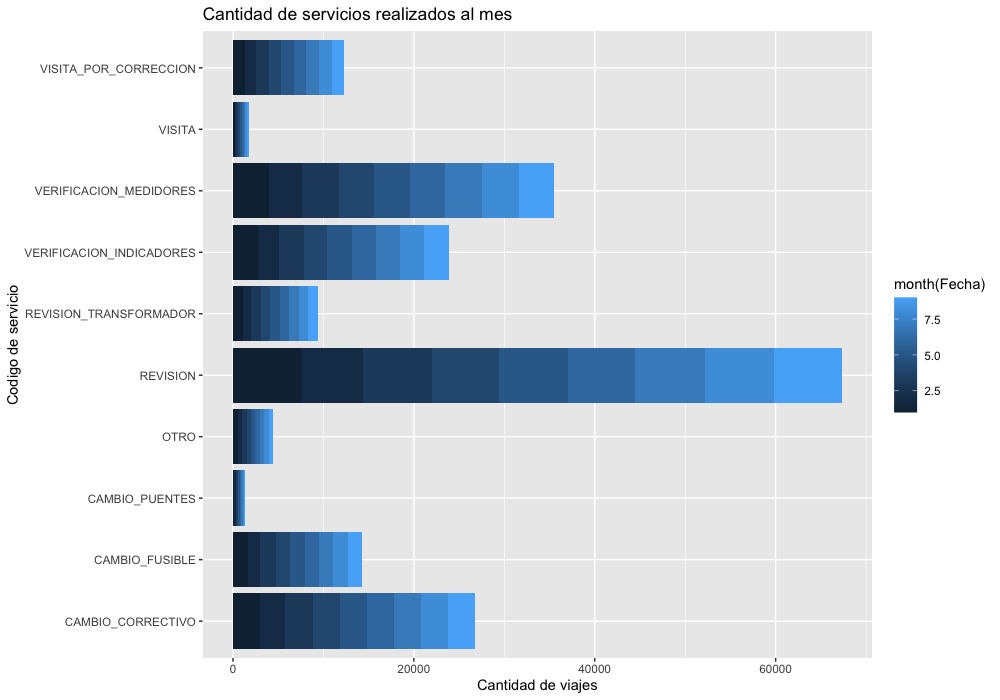 Cantidad de servicios realizados al mes
Codigo de servicio
VISITA_POR_CORRECCION
VISITA
VERIFICACION_MEDIDORES
VERIFICACION_INDICADORES
REVISION_TRANSFORMADOR
REVISION
OTRO
CAMBIO_PUENTES
CAMBIO_FUSIBLE
CAMBIO_CORRECTIVO
0 20000 40000 60000
Cantidad de viajes
month(Fecha)
7.5
5.0
2.5